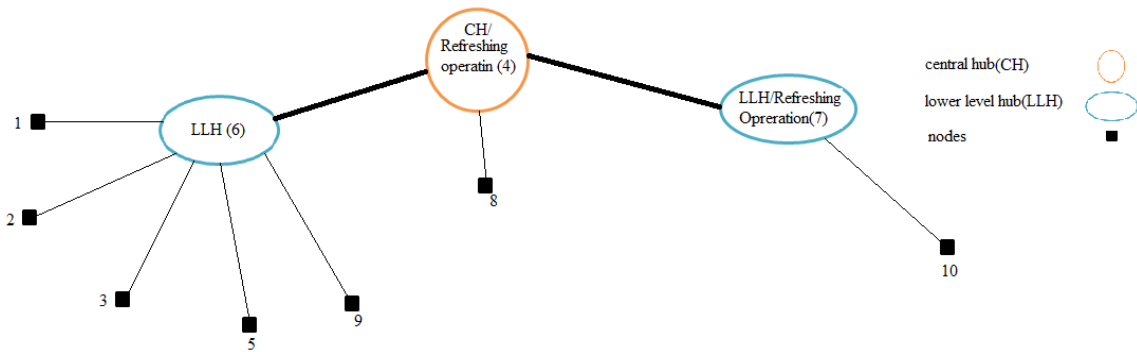 CH/
Refreshing
operatin (4)
central hub(CH)
LLH/Refreshing
Opreration(7)
lower level hub(LLH)
1
LLH (6)
nodes
8
2
10
3
9
5